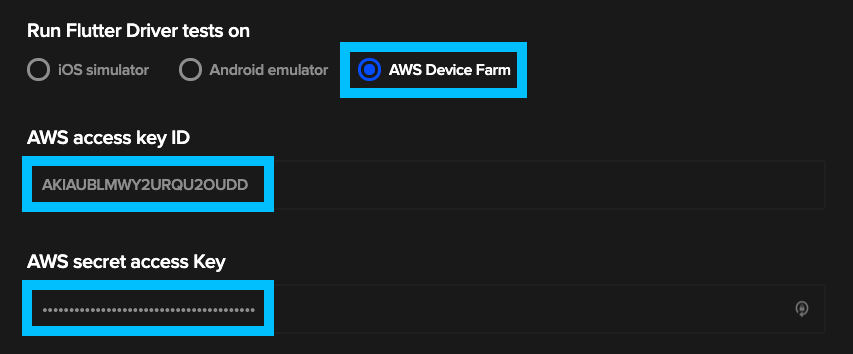 Run Flutter Driver tests on
iOS simulator Android emulator AWS Device Farm
AWS access key ID
AKIAUBLMWY2URQU2OUDD
AWS secret access Key
••••••••••••••••••••••••••••••••••••••••